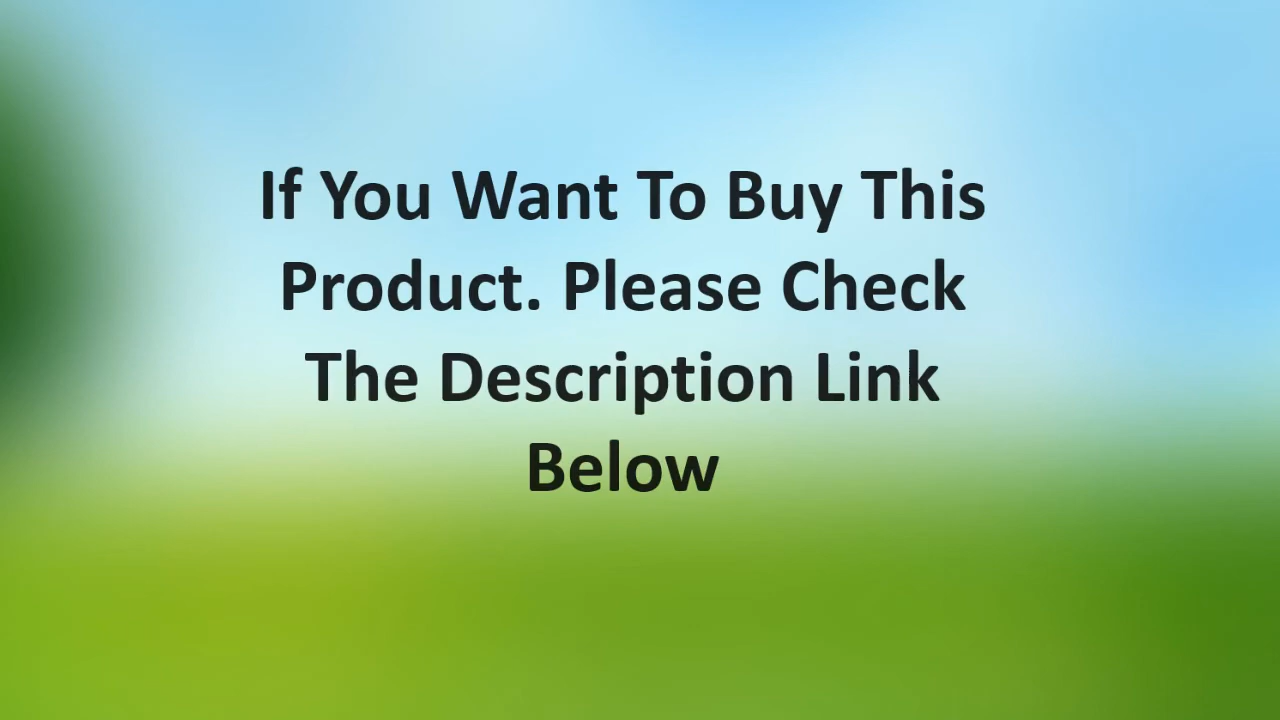 If You Want To Buy This
Product. Please Check
The Description Link
Below